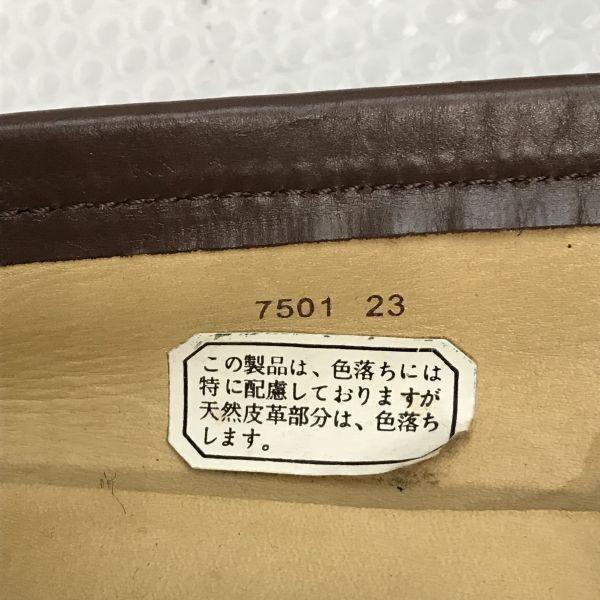 7501 23
この製品は、色落ちには
特に配慮しておりますが
天然皮革部分は、色落ち
します。